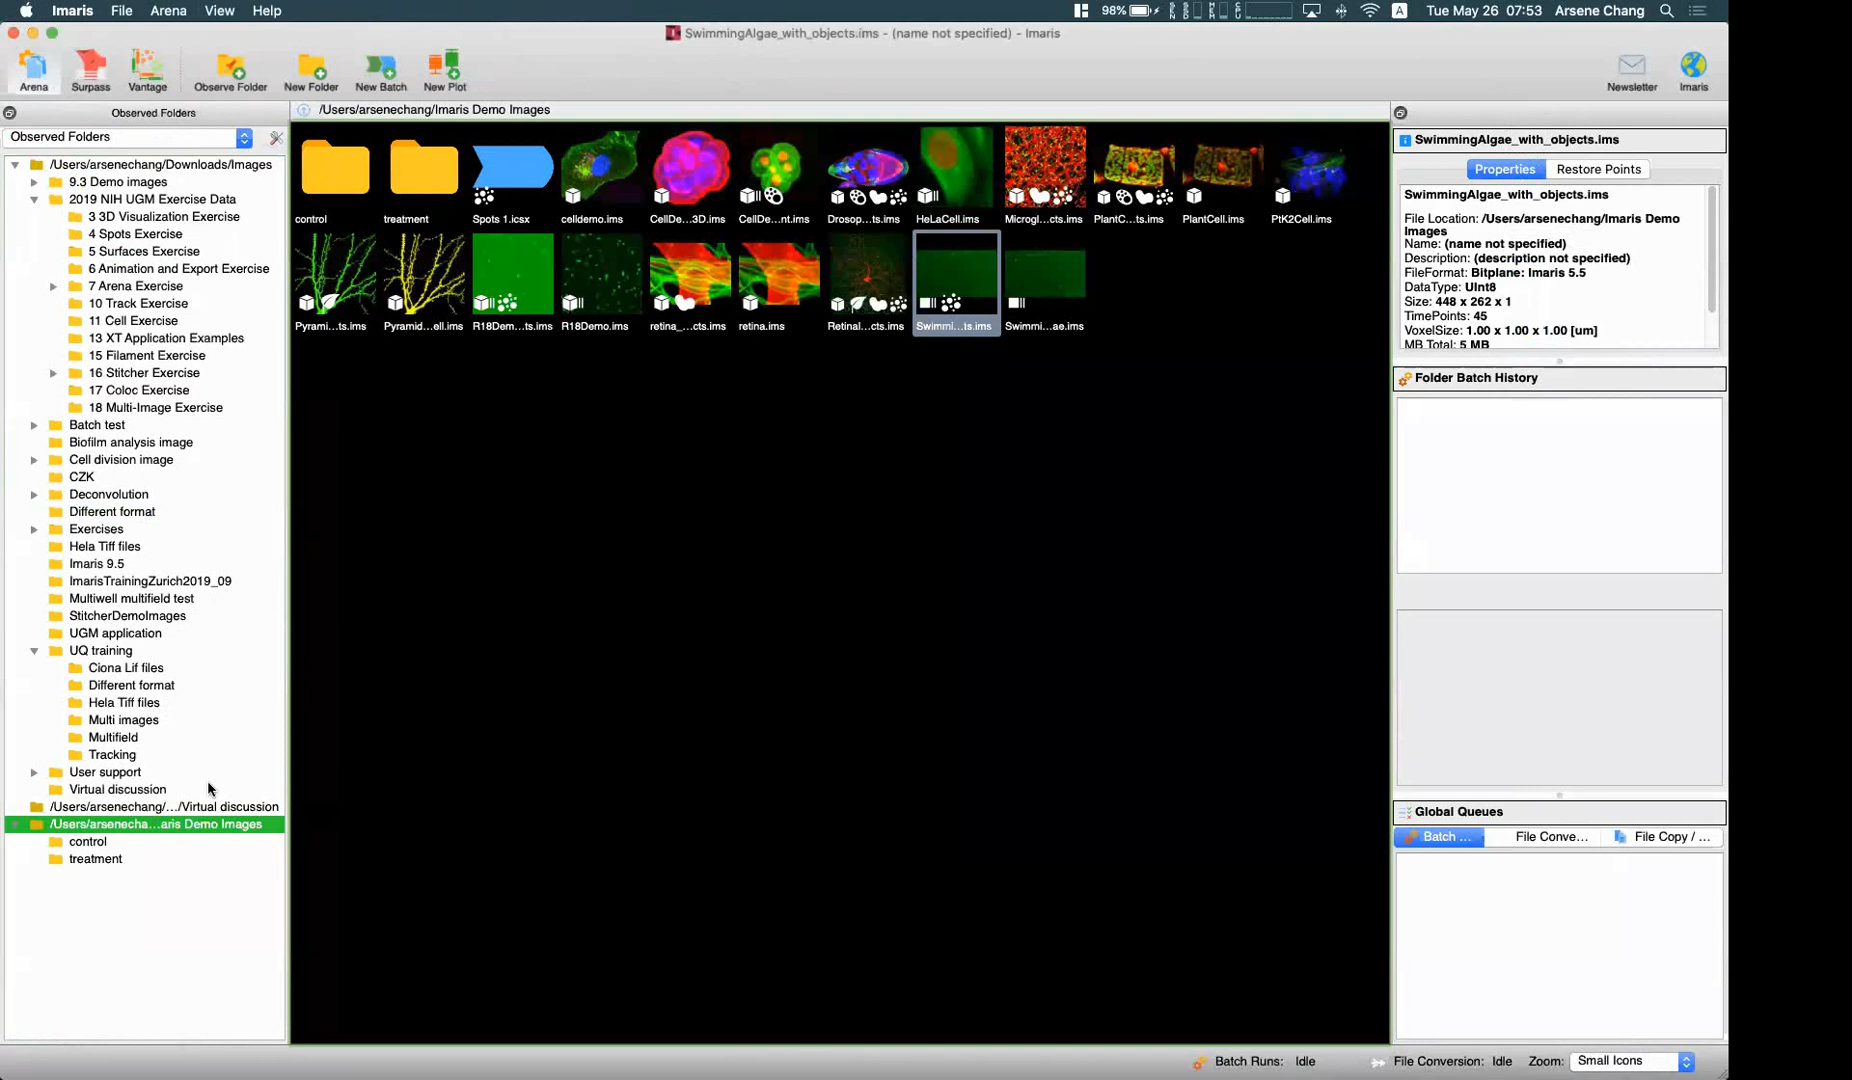 Imaris File Arena View Help 98% Tue May 26 07:53 Arsene Chang
SwimmingAlgae_with_objects.ims - (name not specified) - Imaris
Arena Surpass Vantage Observe Folder New Folder New Batch New Plot Newsletter Imaris
Observed Folders
/Users/arsenechang/Imaris Demo Images
Observed Folders
/Users/arsenechang/Downloads/Images
9.3 Demo images
2019 NIH UGM Exercise Data
3 3D Visualization Exercise
4 Spots Exercise
5 Surfaces Exercise
6 Animation and Export Exercise
7 Arena Exercise
10 Track Exercise
11 Cell Exercise
13 XT Application Examples
15 Filament Exercise
16 Stitcher Exercise
17 Coloc Exercise
18 Multi-Image Exercise
Batch test
Biofilm analysis image
Cell division image
CZK
Deconvolution
Different format
Exercises
Hela Tiff files
Imaris 9.5
ImarisTrainingZurich2019_09
Multiwell multifield test
StitcherDemoImages
UGM application
UQ training
Ciona Lif files
Different format
Hela Tiff files
Multi images
Multifield
Tracking
User support
Virtual discussion
/Users/arsenechang/.../Virtual discussion
/Users/arsenecha...aris Demo Images
control
treatment
control treatment Spots 1.icsx celldemo.ims CellDe...3D.ims CellDe...nt.ims Drosop...ts.ims HeLaCell.ims Microgl...cts.ims PlantC...ts.ims PlantCell.ims PtK2Cell.ims
Pyrami...ts.ims Pyramid...ell.ims R18Dem...ts.ims R18Demo.ims retina_...cts.ims retina.ims Retinal...cts.ims Swimmi...ts.ims Swimmi...ae.ims
SwimmingAlgae_with_objects.ims
Properties Restore Points
SwimmingAlgae_with_objects.ims
File Location: /Users/arsenechang/Imaris Demo
Images
Name: (name not specified)
Description: (description not specified)
FileFormat: Bitplane: Imaris 5.5
DataType: UInt8
Size: 448 x 262 x 1
TimePoints: 45
VoxelSize: 1.00 x 1.00 x 1.00 [um]
MB Total: 5 MB
Folder Batch History
Global Queues
Batch ... File Conve... File Copy / ...
Batch Runs: Idle File Conversion: Idle Zoom: Small Icons